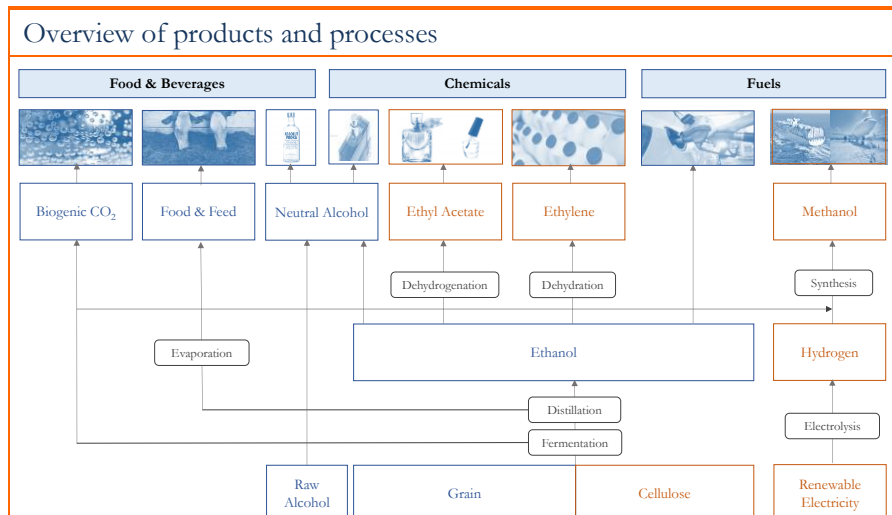 Overview of products and processes
Food & Beverages
Chemicals
Fuels
Biogenic CO₂
Food & Feed
Neutral Alcohol
Ethyl Acetate
Ethylene
Methanol
Dehydrogenation
Dehydration
Synthesis
Evaporation
Ethanol
Hydrogen
Distillation
Fermentation
Electrolysis
Raw
Alcohol
Grain
Cellulose
Renewable
Electricity